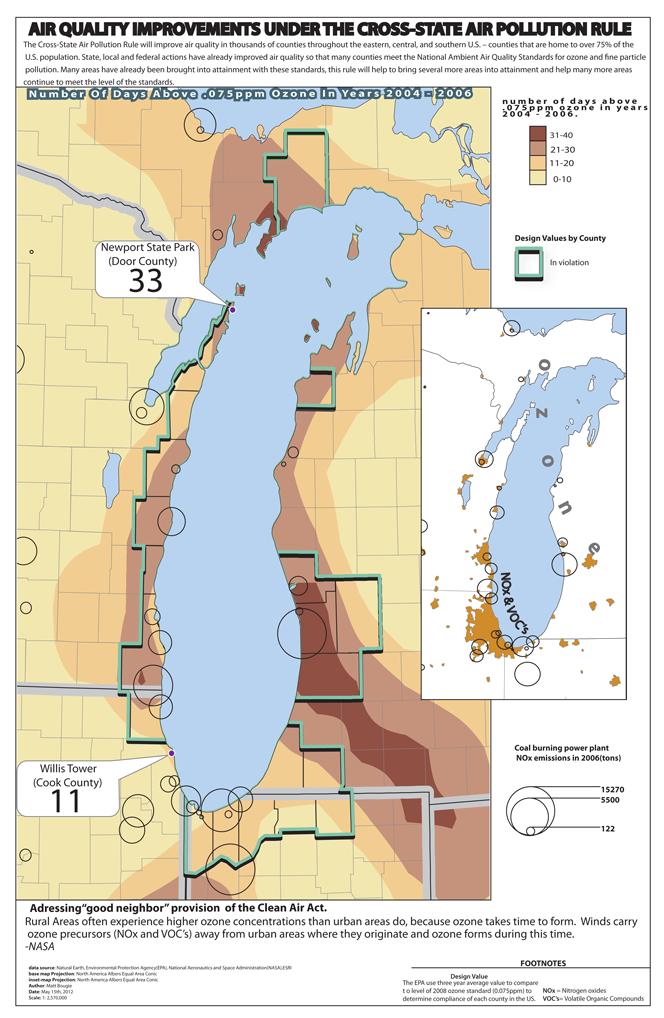 AIR QUALITY IMPROVEMENTS UNDER THE CROSS-STATE AIR POLLUTION RULE
The Cross-State Air Pollution Rule will improve air quality in thousands of counties throughout the eastern, central, and southern U.S. – counties that are home to over 75% of the
U.S. population. State, local and federal actions have already improved air quality so that many counties meet the National Ambient Air Quality Standards for ozone and fine particle
pollution. Many areas have already been brought into attainment with these standards, this rule will help to bring several more areas into attainment and help many more areas
continue to meet the level of the standards.
Number Of Days Above .075ppm Ozone In Years 2004 - 2006
number of days above
.075ppm ozone in years
2004 - 2006.
31-40
21-30
11-20
0-10
Design Values by County
In violation
Newport State Park
(Door County)
33
o
z
o
n
e
NOx & VOC's
Willis Tower
(Cook County)
11
Coal burning power plant
NOx emissions in 2006(tons)
15270
5500
122
Adressing"good neighbor" provision of the Clean Air Act.
Rural Areas often experience higher ozone concentrations than urban areas do, because ozone takes time to form. Winds carry
ozone precursors (NOx and VOC's) away from urban areas where they originate and ozone forms during this time.
-NASA
data source: Natural Earth, Environmental Protection Agency(EPA), National Aeronautics and Space Administration(NASA),ESRI
base map Projection: North America Albers Equal Area Conic
inset-map Projection: North America Albers Equal Area Conic
Author: Matt Bougie
Date: May 15th, 2012
Scale: 1: 2,570,000
FOOTNOTES
Design Value
The EPA use three year average value to compare
t o level of 2008 ozone standard (0.075ppm) to
determine compliance of each county in the US.
NOx = Nitrogen oxides
VOC's= Volatile Organic Compounds